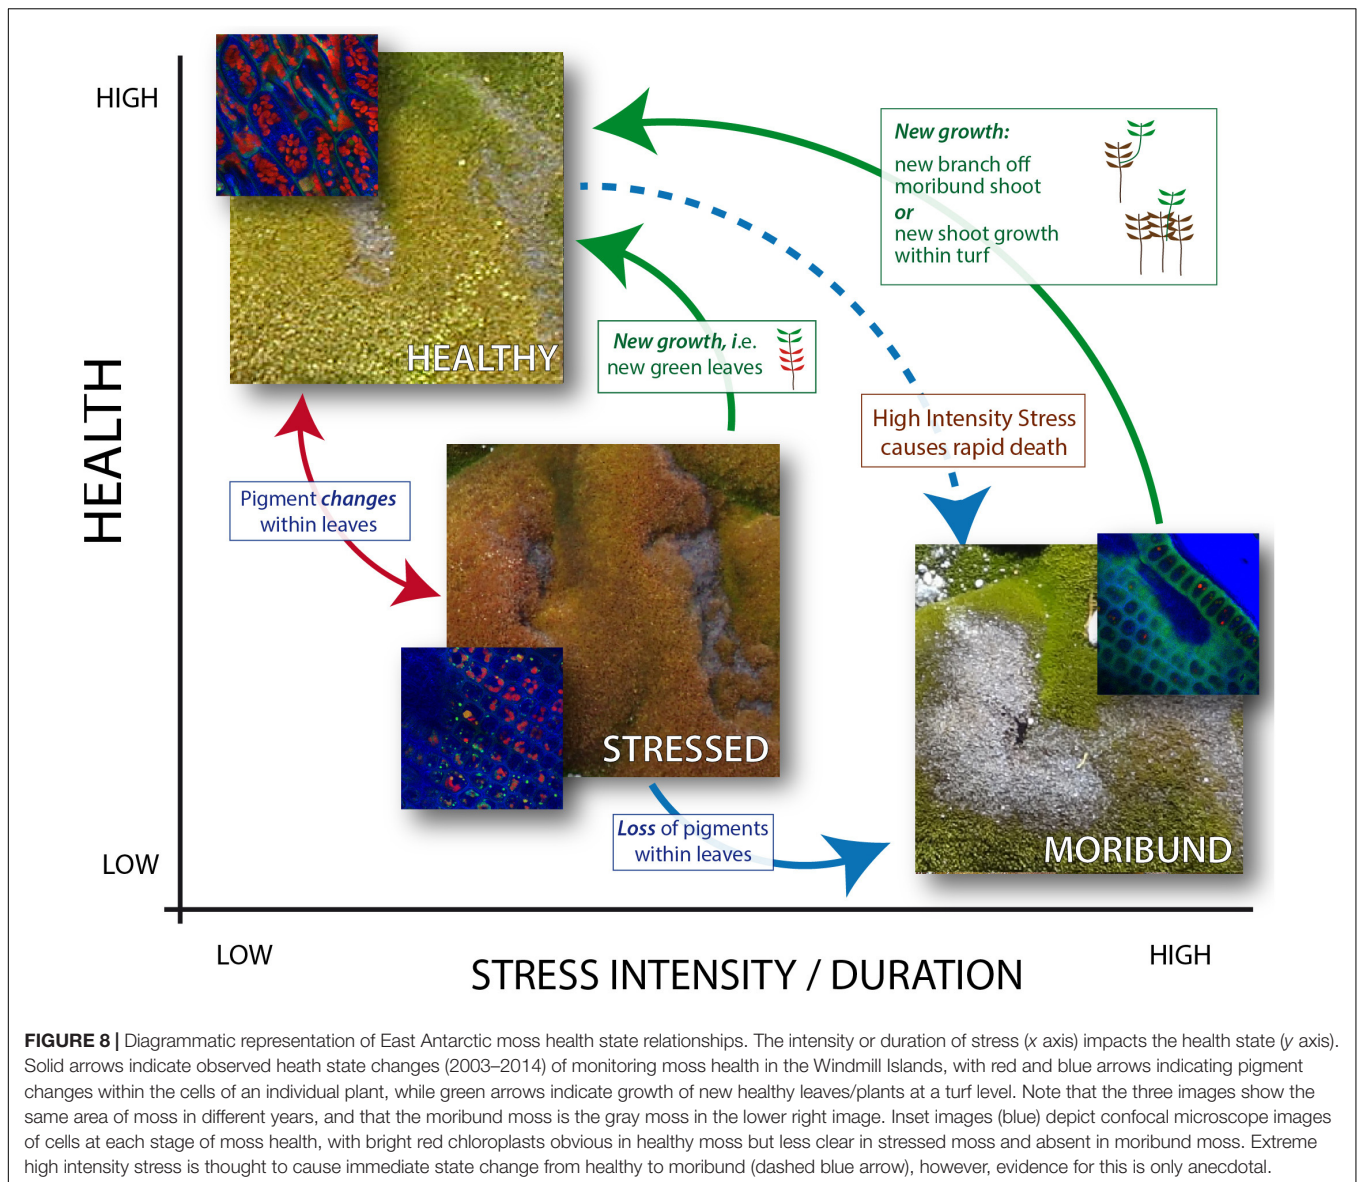 HIGH
HEALTHY
New growth:
new branch off
moribund shoot
or
new shoot growth
within turf
New growth, i.e.
new green leaves
High Intensity Stress
causes rapid death
HEALTH
Pigment changes
within leaves
STRESSED
Loss of pigments
within leaves
MORIBUND
LOW
LOW
HIGH
STRESS INTENSITY / DURATION
FIGURE 8 | Diagrammatic representation of East Antarctic moss health state relationships. The intensity or duration of stress (x axis) impacts the health state (y axis).
Solid arrows indicate observed heath state changes (2003–2014) of monitoring moss health in the Windmill Islands, with red and blue arrows indicating pigment
changes within the cells of an individual plant, while green arrows indicate growth of new healthy leaves/plants at a turf level. Note that the three images show the
same area of moss in different years, and that the moribund moss is the gray moss in the lower right image. Inset images (blue) depict confocal microscope images
of cells at each stage of moss health, with bright red chloroplasts obvious in healthy moss but less clear in stressed moss and absent in moribund moss. Extreme
high intensity stress is thought to cause immediate state change from healthy to moribund (dashed blue arrow), however, evidence for this is only anecdotal.